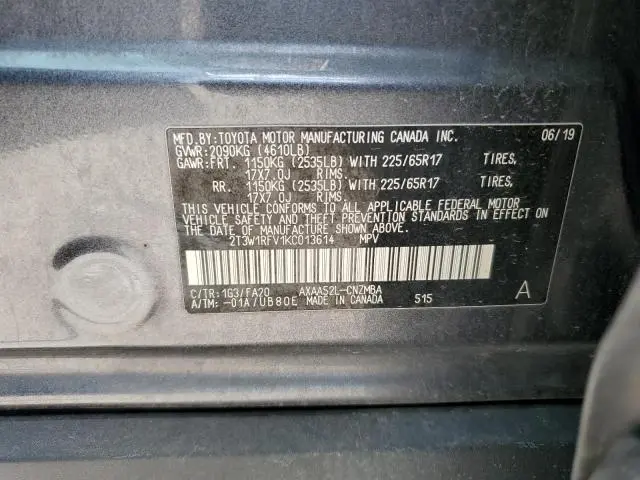 MFD.BY:TOYOTA MOTOR MANUFACTURING CANADA INC. 06/19
GVWR:2090KG (4610LB)
GAWR:FRT. 1150KG (2535LB) WITH 225/65R17 TIRES,
17X7.0J RIMS.
RR. 1150KG (2535LB) WITH 225/65R17 TIRES,
17X7.0J RIMS.
THIS VEHICLE CONFORMS TO ALL APPLICABLE FEDERAL MOTOR
VEHICLE SAFETY AND THEFT PREVENTION STANDARDS IN EFFECT ON
THE DATE OF MANUFACTURE SHOWN ABOVE.
2T3W1RFV1KC013614 MPV
C/TR: 1G3/FA20 AXAA52L-CNZMBA
A/TM: -01A/UB80E MADE IN CANADA 515 A